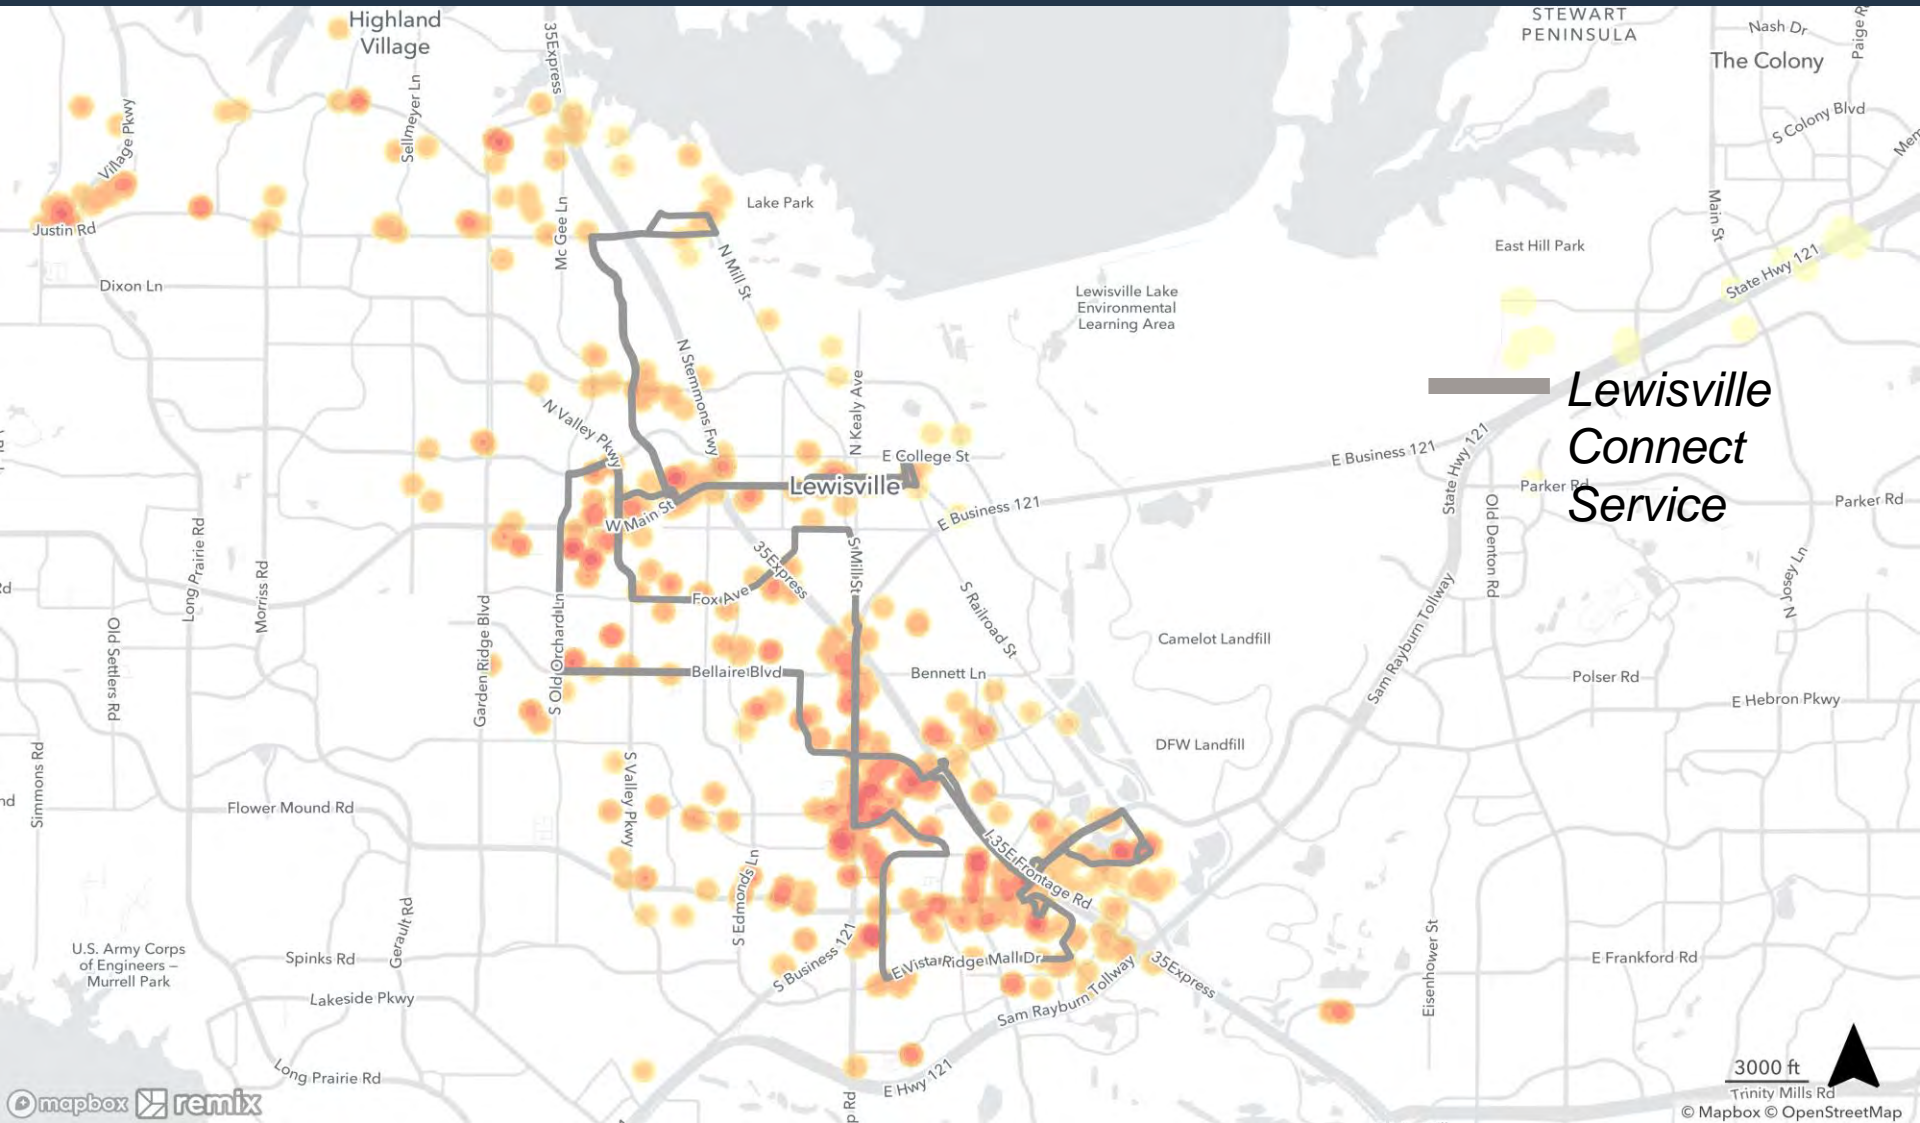 Highland
Village
35Express
STEWART
PENINSULA
Nash Dr
The Colony
Paige R
S Colony Blvd
Village Pkwy
Sellmeyer Ln
Justin Rd
Mc Gee Ln
Lake Park
N Mill St
Main St
East Hill Park
State Hwy 121
Dixon Ln
Lewisville Lake
Environmental
Learning Area
N Stemmons Fwy
N Kealy Ave
N Valley Pkwy
E College St
Lewisville
W Main St
E Business 121
E Business 121
State Hwy 121
Lewisville
Connect
Service
Parker Rd
Parker Rd
Old Denton Rd
Long Prairie Rd
Morriss Rd
35Express
S Mill St
Fox Ave
S Railroad St
N Josey Ln
Old Settlers Rd
Garden Ridge Blvd
S Old Orchard Ln
Bellaire Blvd
Bennett Ln
Camelot Landfill
Sam Rayburn Tollway
Polser Rd
E Hebron Pkwy
DFW Landfill
Simmons Rd
Flower Mound Rd
S Valley Pkwy
S Edmonds Ln
I-35E Frontage Rd
Gerault Rd
U.S. Army Corps
of Engineers –
Murrell Park
Spinks Rd
Lakeside Pkwy
S Business 121
E Vista Ridge Mall Dr
35Express
Sam Rayburn Tollway
Eisenhower St
E Frankford Rd
Long Prairie Rd
E Hwy 121
p Rd
3000 ft
Trinity Mills Rd
mapbox remix
© Mapbox © OpenStreetMap